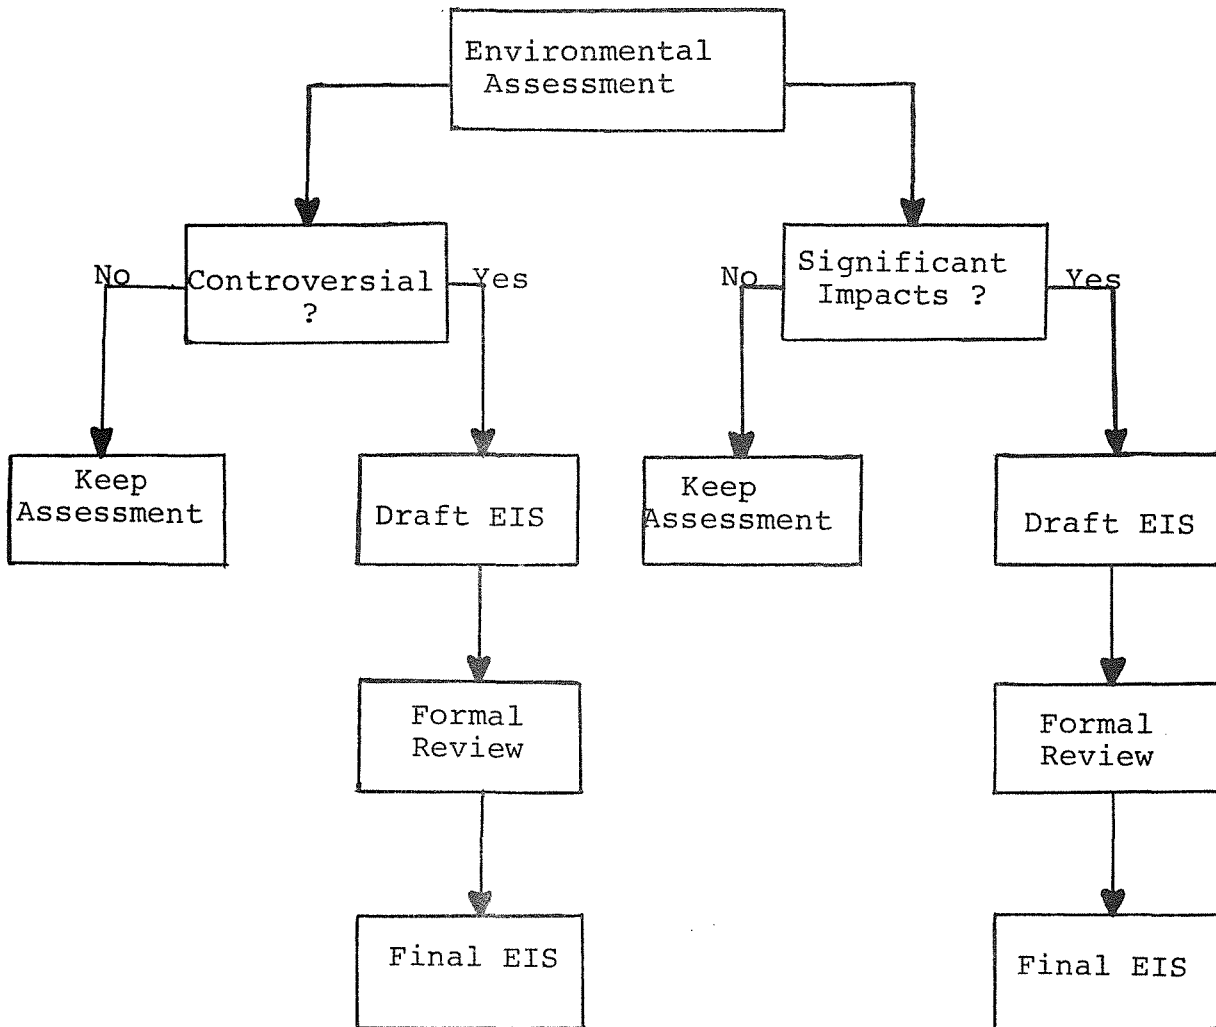 Environmental
Assessment
No
Controversial
?
Yes
No
Significant
Impacts ?
Yes
Keep
Assessment
Draft EIS
Keep
Assessment
Draft EIS
Formal
Review
Formal
Review
Final EIS
Final EIS